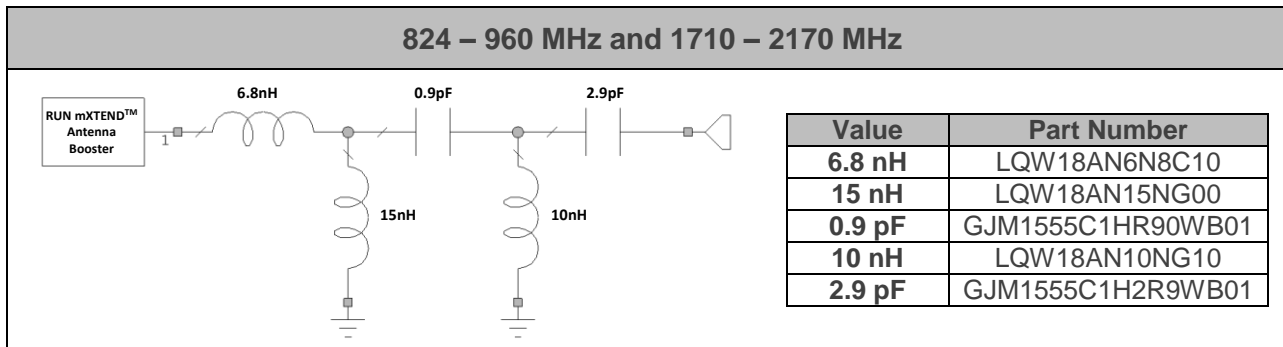 824 – 960 MHz and 1710 – 2170 MHz
6.8nH
0.9pF
2.9pF
RUN mXTEND™
Antenna
Booster
1
15nH
10nH
Value Part Number
6.8 nH LQW18AN6N8C10
15 nH LQW18AN15NG00
0.9 pF GJM1555C1HR90WB01
10 nH LQW18AN10NG10
2.9 pF GJM1555C1H2R9WB01